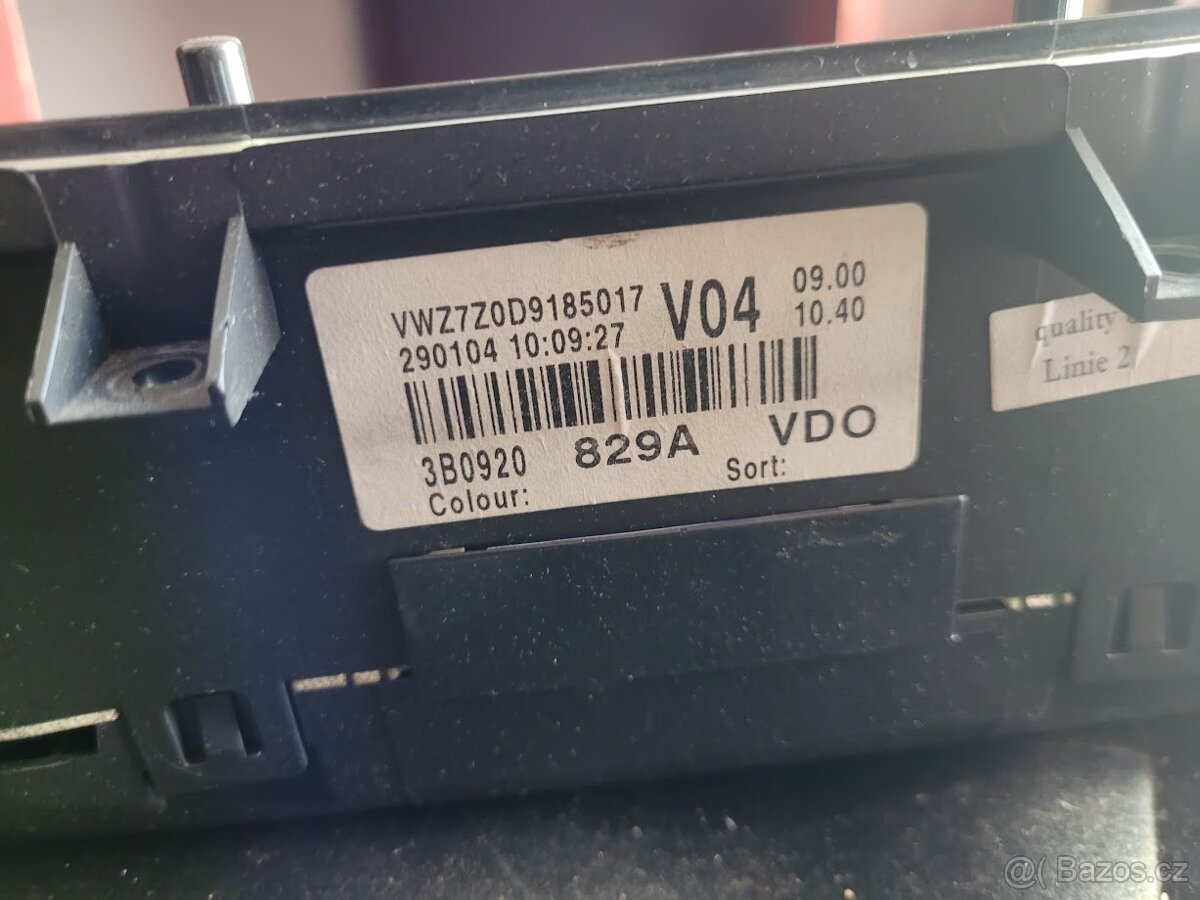 VWZ7Z0D9185017 V04 09.00
290104 10:09:27 10.40
3B0920 829A VDO
Colour: Sort:
quality
Linie 2
@( Bazos.cz